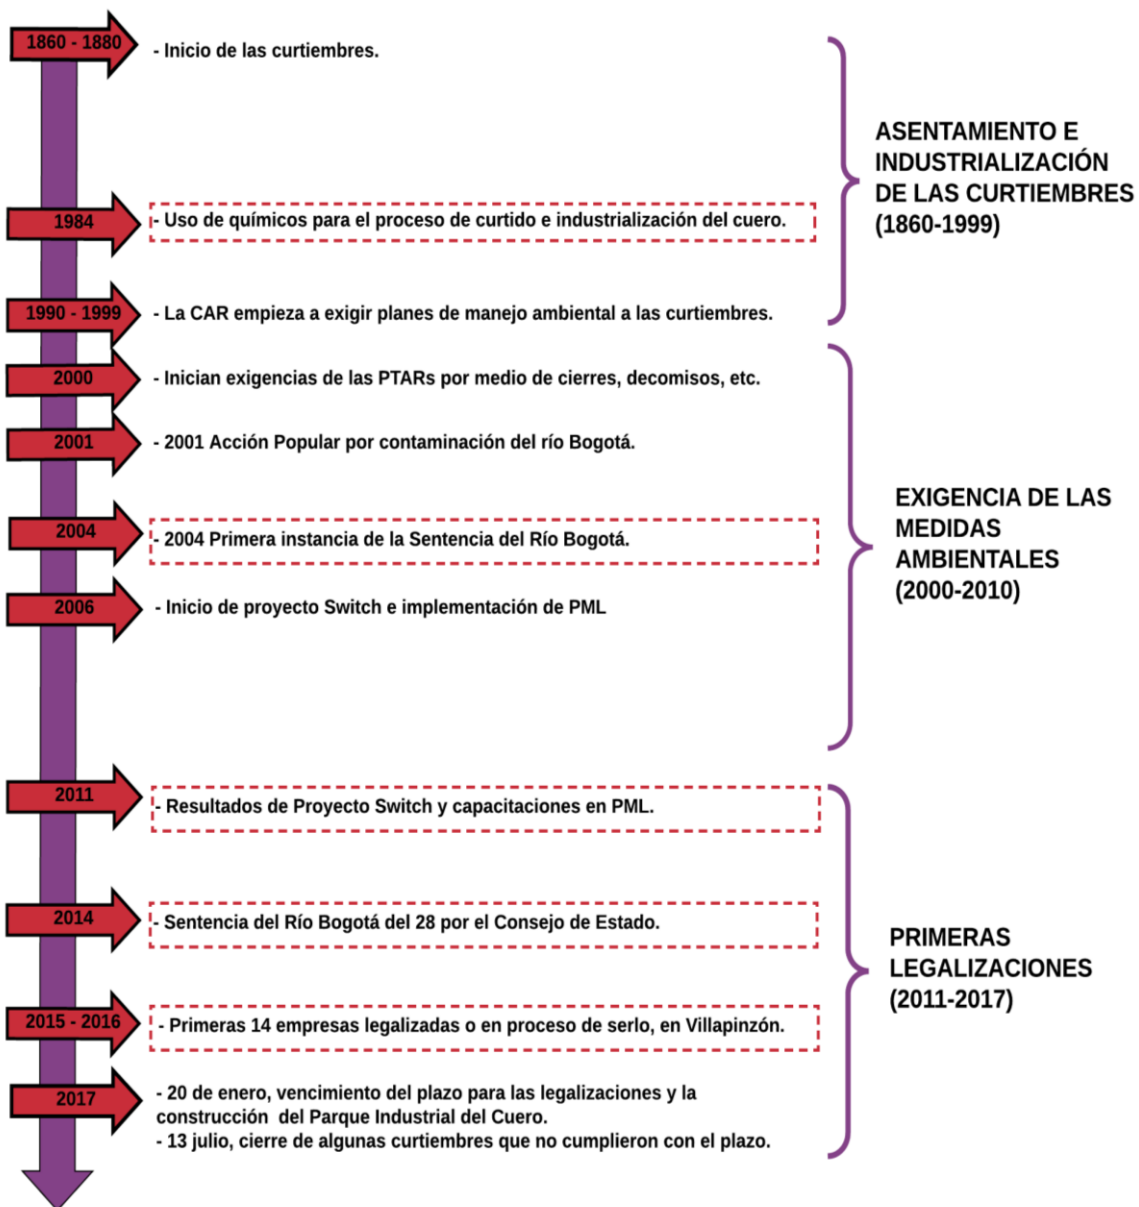 1860 - 1880
- Inicio de las curtiembres.
1984
- Uso de químicos para el proceso de curtido e industrialización del cuero.
1990 - 1999
- La CAR empieza a exigir planes de manejo ambiental a las curtiembres.
ASENTAMIENTO E
INDUSTRIALIZACIÓN
DE LAS CURTIEMBRES
(1860-1999)
2000
- Inician exigencias de las PTARs por medio de cierres, decomisos, etc.
2001
- 2001 Acción Popular por contaminación del río Bogotá.
2004
- 2004 Primera instancia de la Sentencia del Río Bogotá.
2006
- Inicio de proyecto Switch e implementación de PML
EXIGENCIA DE LAS
MEDIDAS
AMBIENTALES
(2000-2010)
2011
- Resultados de Proyecto Switch y capacitaciones en PML.
2014
- Sentencia del Río Bogotá del 28 por el Consejo de Estado.
2015 - 2016
- Primeras 14 empresas legalizadas o en proceso de serlo, en Villapinzón.
2017
- 20 de enero, vencimiento del plazo para las legalizaciones y la
construcción  del Parque Industrial del Cuero.
- 13 julio, cierre de algunas curtiembres que no cumplieron con el plazo.
PRIMERAS
LEGALIZACIONES
(2011-2017)